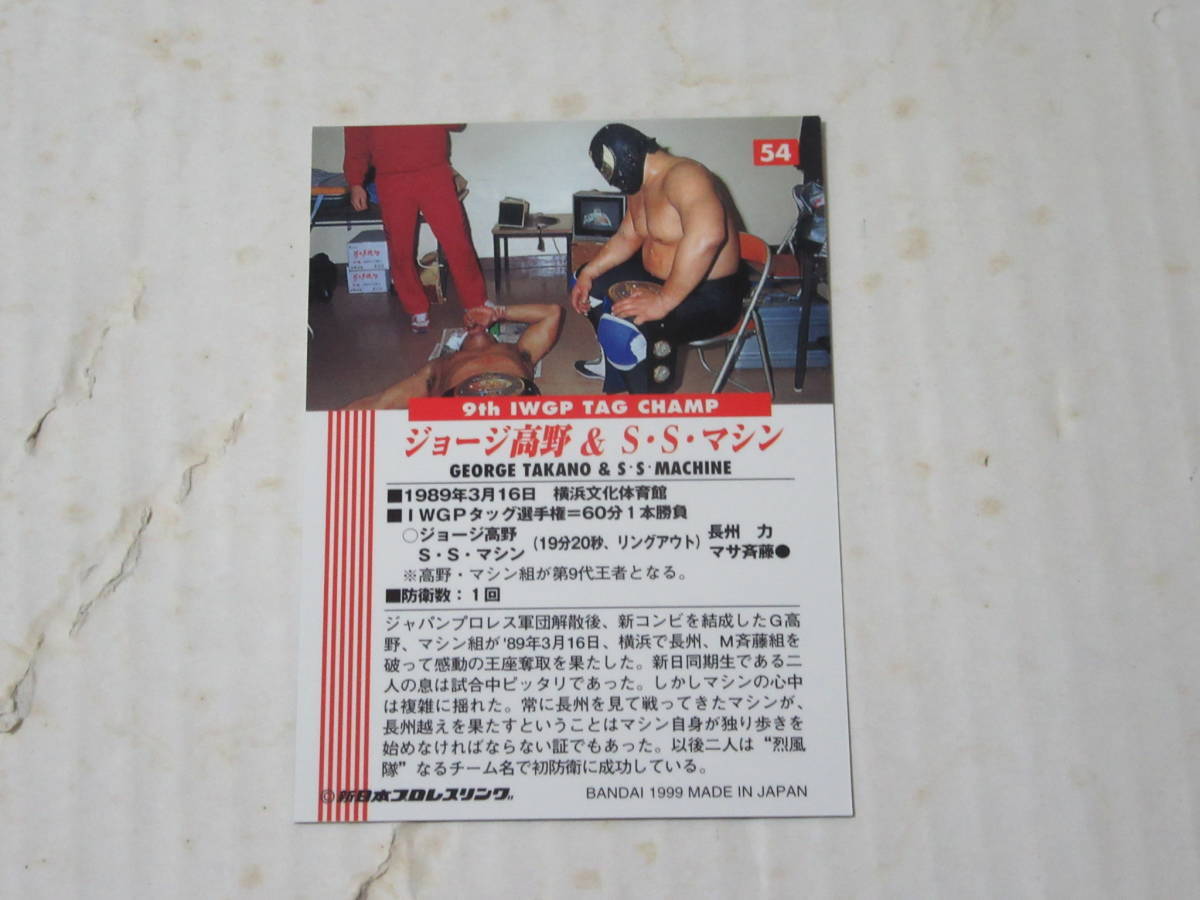 54
9th IWGP TAG CHAMP
ジョージ高野 & S・S・マシン
GEORGE TAKANO & S·S·MACHINE
■1989年3月16日 横浜文化体育館
■IWGPタッグ選手権=60分1本勝負
○ジョージ高野 (19分20秒、リングアウト) 長州 力
S・S・マシン マサ斉藤●
※高野・マシン組が第9代王者となる。
■防衛数:1回
ジャパンプロレス軍団解散後、新コンビを結成したG高
野、マシン組が'89年3月16日、横浜で長州、M斉藤組を
破って感動の王座奪取を果たした。新日同期生である二
人の息は試合中ピッタリであった。しかしマシンの心中
は複雑に揺れた。常に長州を見て戦ってきたマシンが、
長州越えを果たすということはマシン自身が独り歩きを
始めなければならない証でもあった。以後二人は“烈風
隊”なるチーム名で初防衛に成功している。
©新日本プロレスリング BANDAI 1999 MADE IN JAPAN